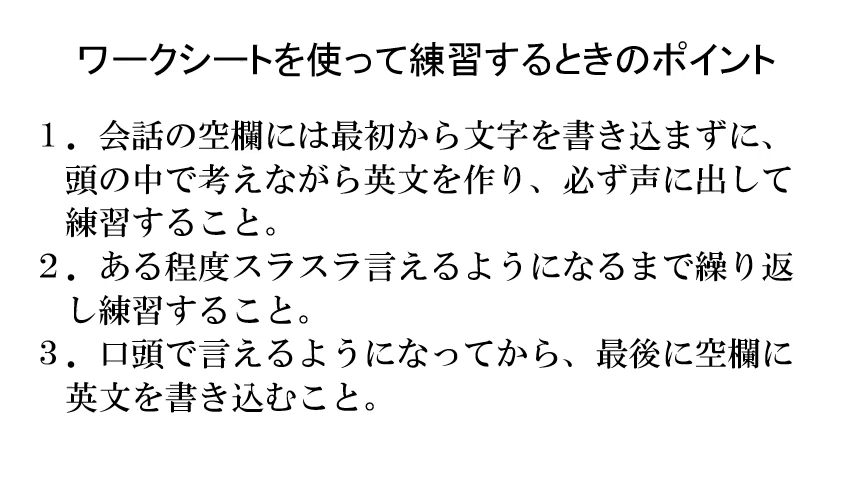 ワークシートを使って練習するときのポイント
１．会話の空欄には最初から文字を書き込まずに、
頭の中で考えながら英文を作り、必ず声に出して
練習すること。
２．ある程度スラスラ言えるようになるまで繰り返
し練習すること。
３．口頭で言えるようになってから、最後に空欄に
英文を書き込むこと。